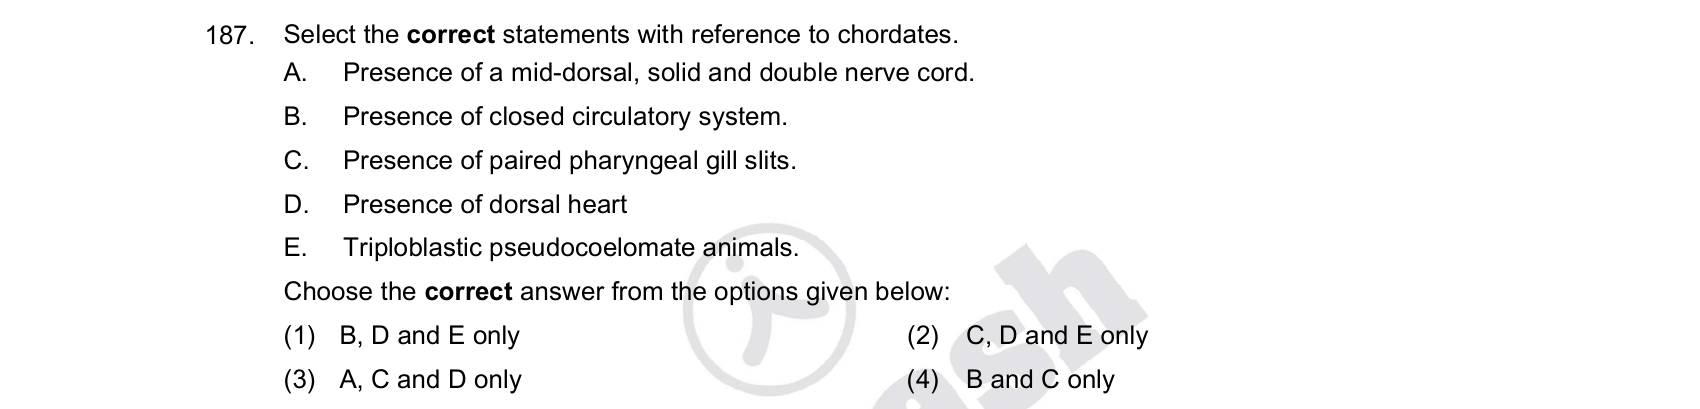 187. Select the correct statements with reference to chordates.
A. Presence of a mid-dorsal, solid and double nerve cord.
B. Presence of closed circulatory system.
C. Presence of paired pharyngeal gill slits.
D. Presence of dorsal heart
E. Triploblastic pseudocoelomate animals.
Choose the correct answer from the options given below:
(1) B, D and E only (2) C, D and E only
(3) A, C and D only (4) B and C only